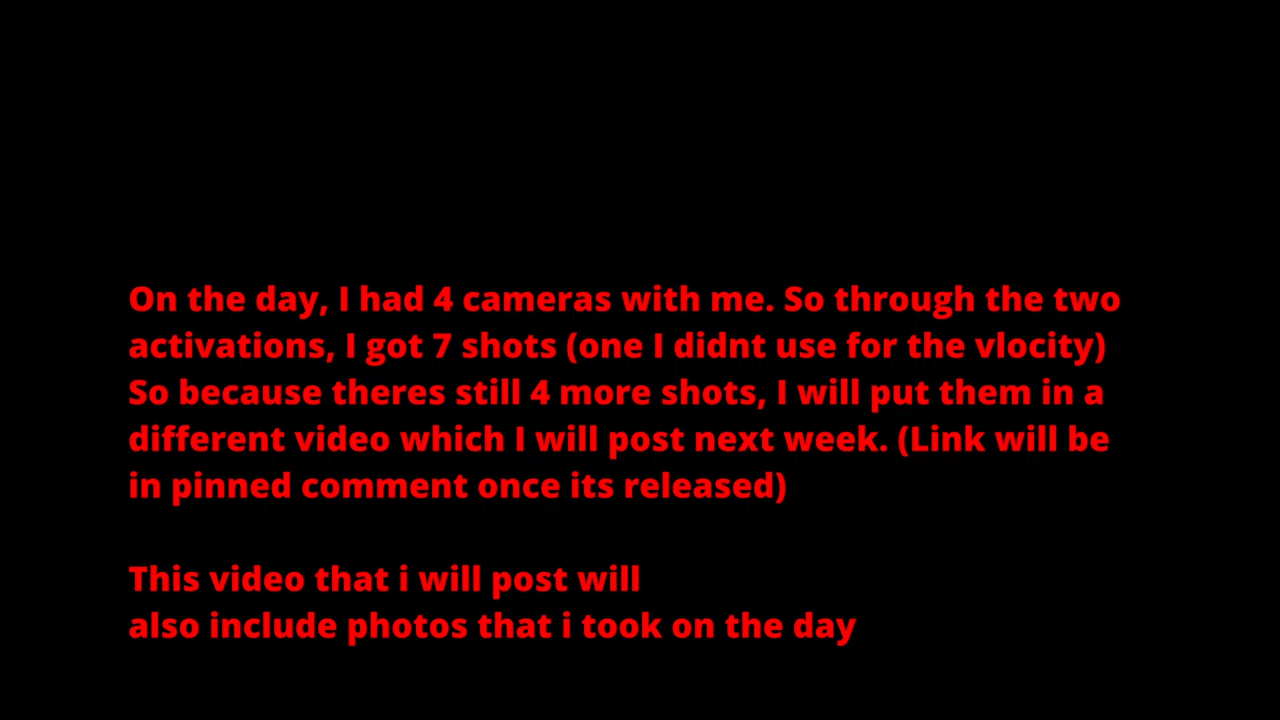 On the day, I had 4 cameras with me. So through the two
activations, I got 7 shots (one I didnt use for the vlocity)
So because theres still 4 more shots, I will put them in a
different video which I will post next week. (Link will be
in pinned comment once its released)
This video that i will post will
also include photos that i took on the day